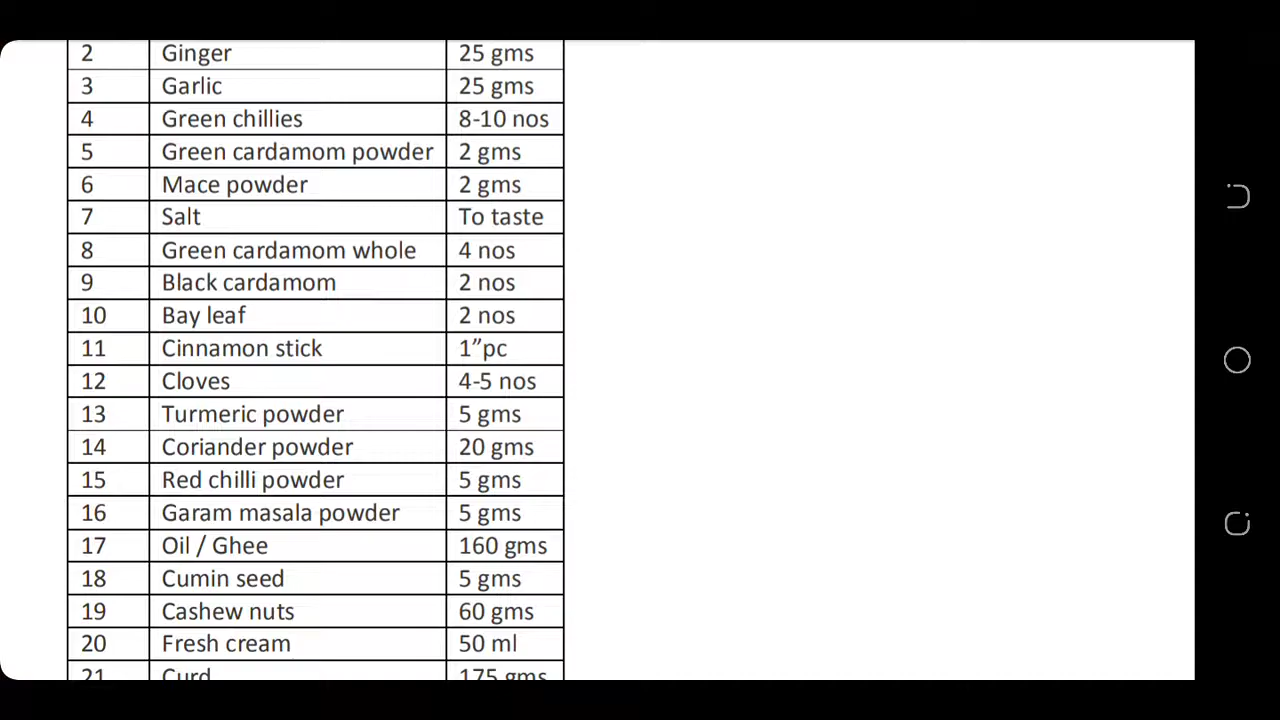 2 Ginger 25 gms
3 Garlic 25 gms
4 Green chillies 8-10 nos
5 Green cardamom powder 2 gms
6 Mace powder 2 gms
7 Salt To taste
8 Green cardamom whole 4 nos
9 Black cardamom 2 nos
10 Bay leaf 2 nos
11 Cinnamon stick 1”pc
12 Cloves 4-5 nos
13 Turmeric powder 5 gms
14 Coriander powder 20 gms
15 Red chilli powder 5 gms
16 Garam masala powder 5 gms
17 Oil / Ghee 160 gms
18 Cumin seed 5 gms
19 Cashew nuts 60 gms
20 Fresh cream 50 ml
21 Curd 175 gms